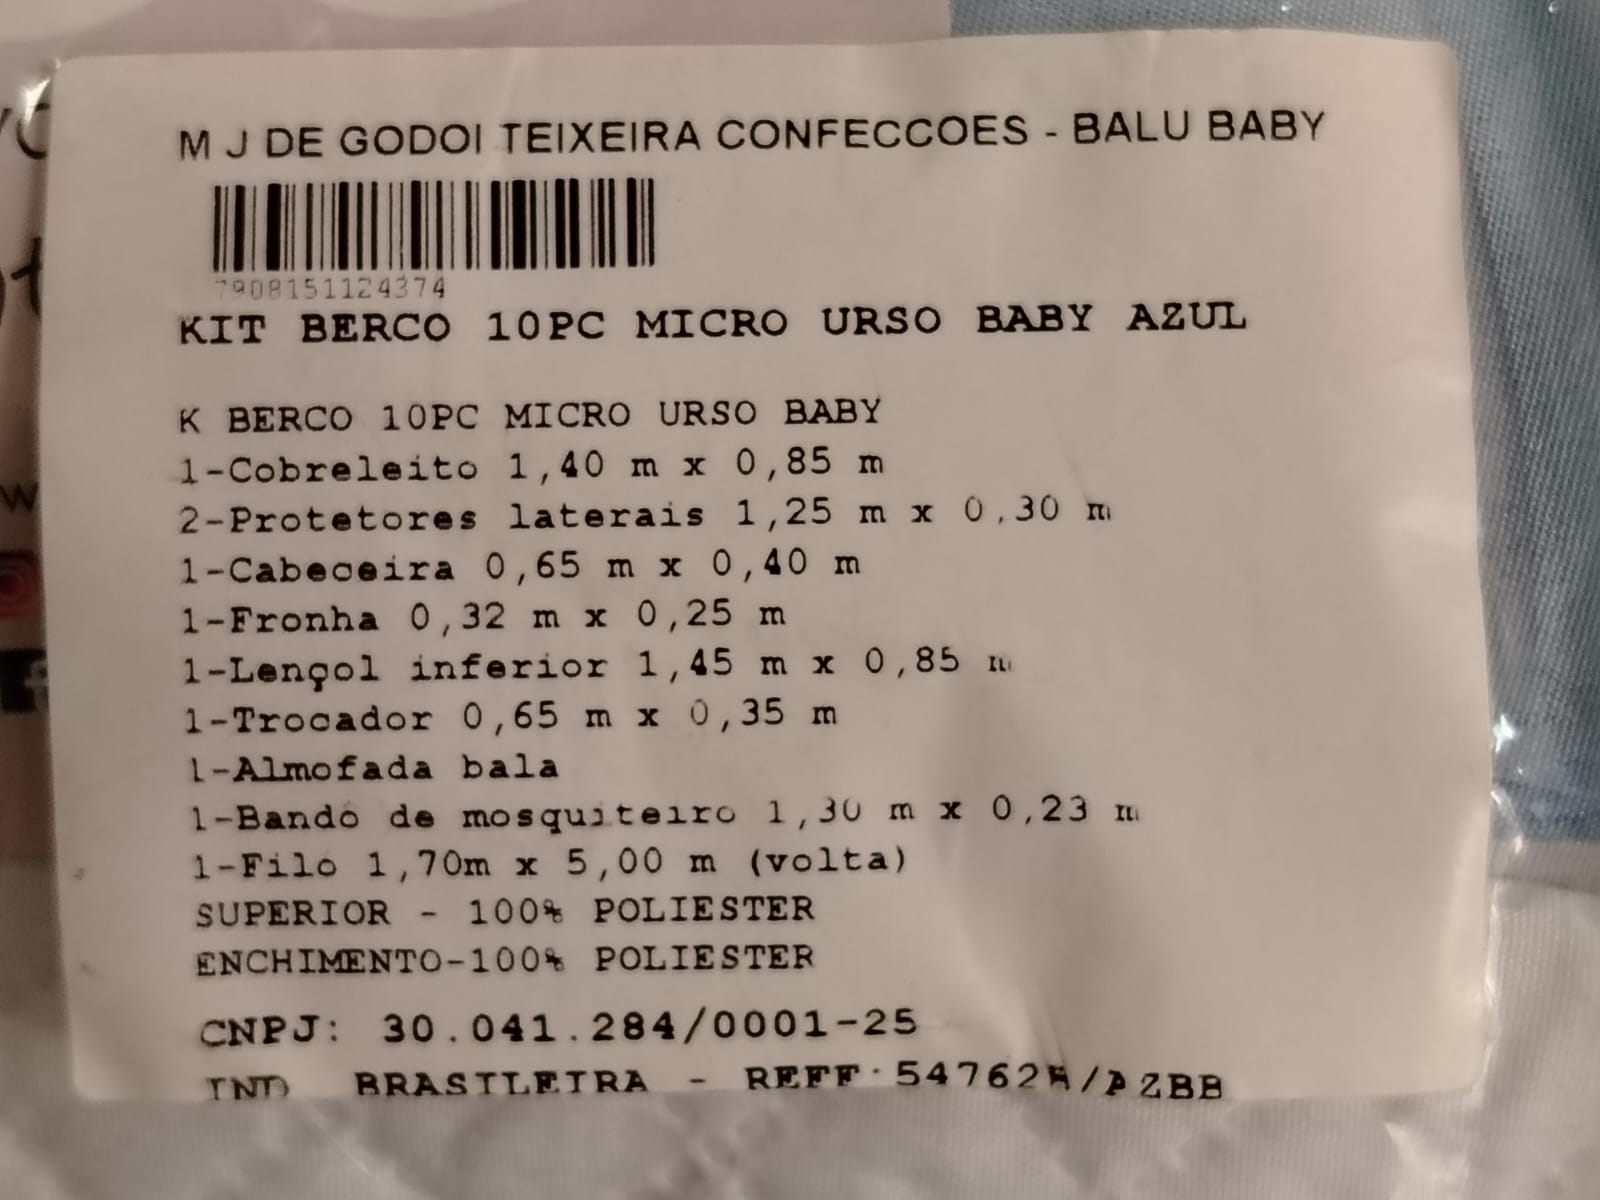 M J DE GODOI TEIXEIRA CONFECCOES - BALU BABY
7908151124374
KIT BERCO 10PC MICRO URSO BABY AZUL
K BERCO 10PC MICRO URSO BABY
1-Cobreleito 1,40 m x 0,85 m
2-Protetores laterais 1,25 m x 0,30 m
1-Cabeceira 0,65 m x 0,40 m
1-Fronha 0,32 m x 0,25 m
1-Lençol inferior 1,45 m x 0,85 m
1-Trocador 0,65 m x 0,35 m
1-Almofada bala
1-Bandô de mosquiteiro 1,30 m x 0,23 m
1-Filo 1,70m x 5,00 m (volta)
SUPERIOR - 100% POLIESTER
ENCHIMENTO-100% POLIESTER
CNPJ: 30.041.284/0001-25
IND BRASILEIRA - REFF: